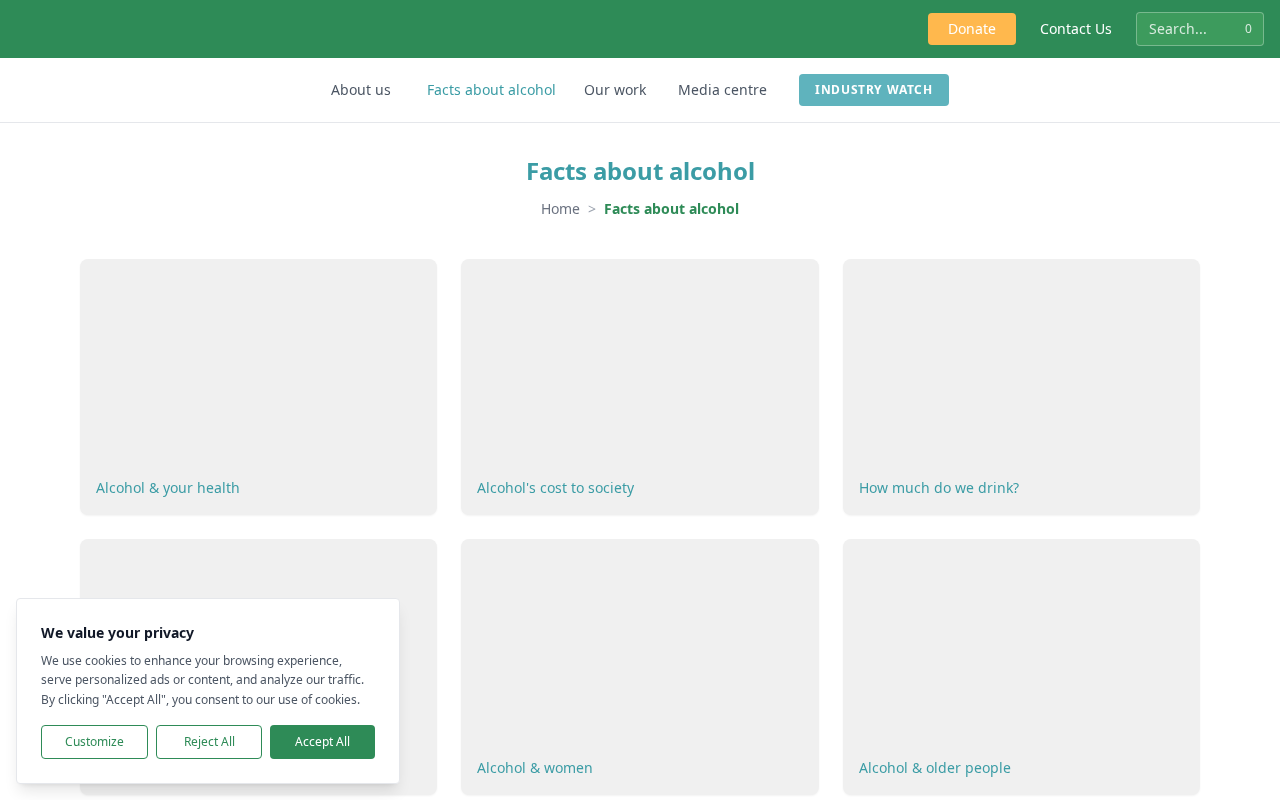 Donate
Contact Us
Search...
0
About us
Facts about alcohol
Our work
Media centre
INDUSTRY WATCH
Facts about alcohol
Home > Facts about alcohol
Alcohol & your health
Alcohol's cost to society
How much do we drink?
Alcohol & women
Alcohol & older people
We value your privacy
We use cookies to enhance your browsing experience,
serve personalized ads or content, and analyze our traffic.
By clicking "Accept All", you consent to our use of cookies.
Customize
Reject All
Accept All